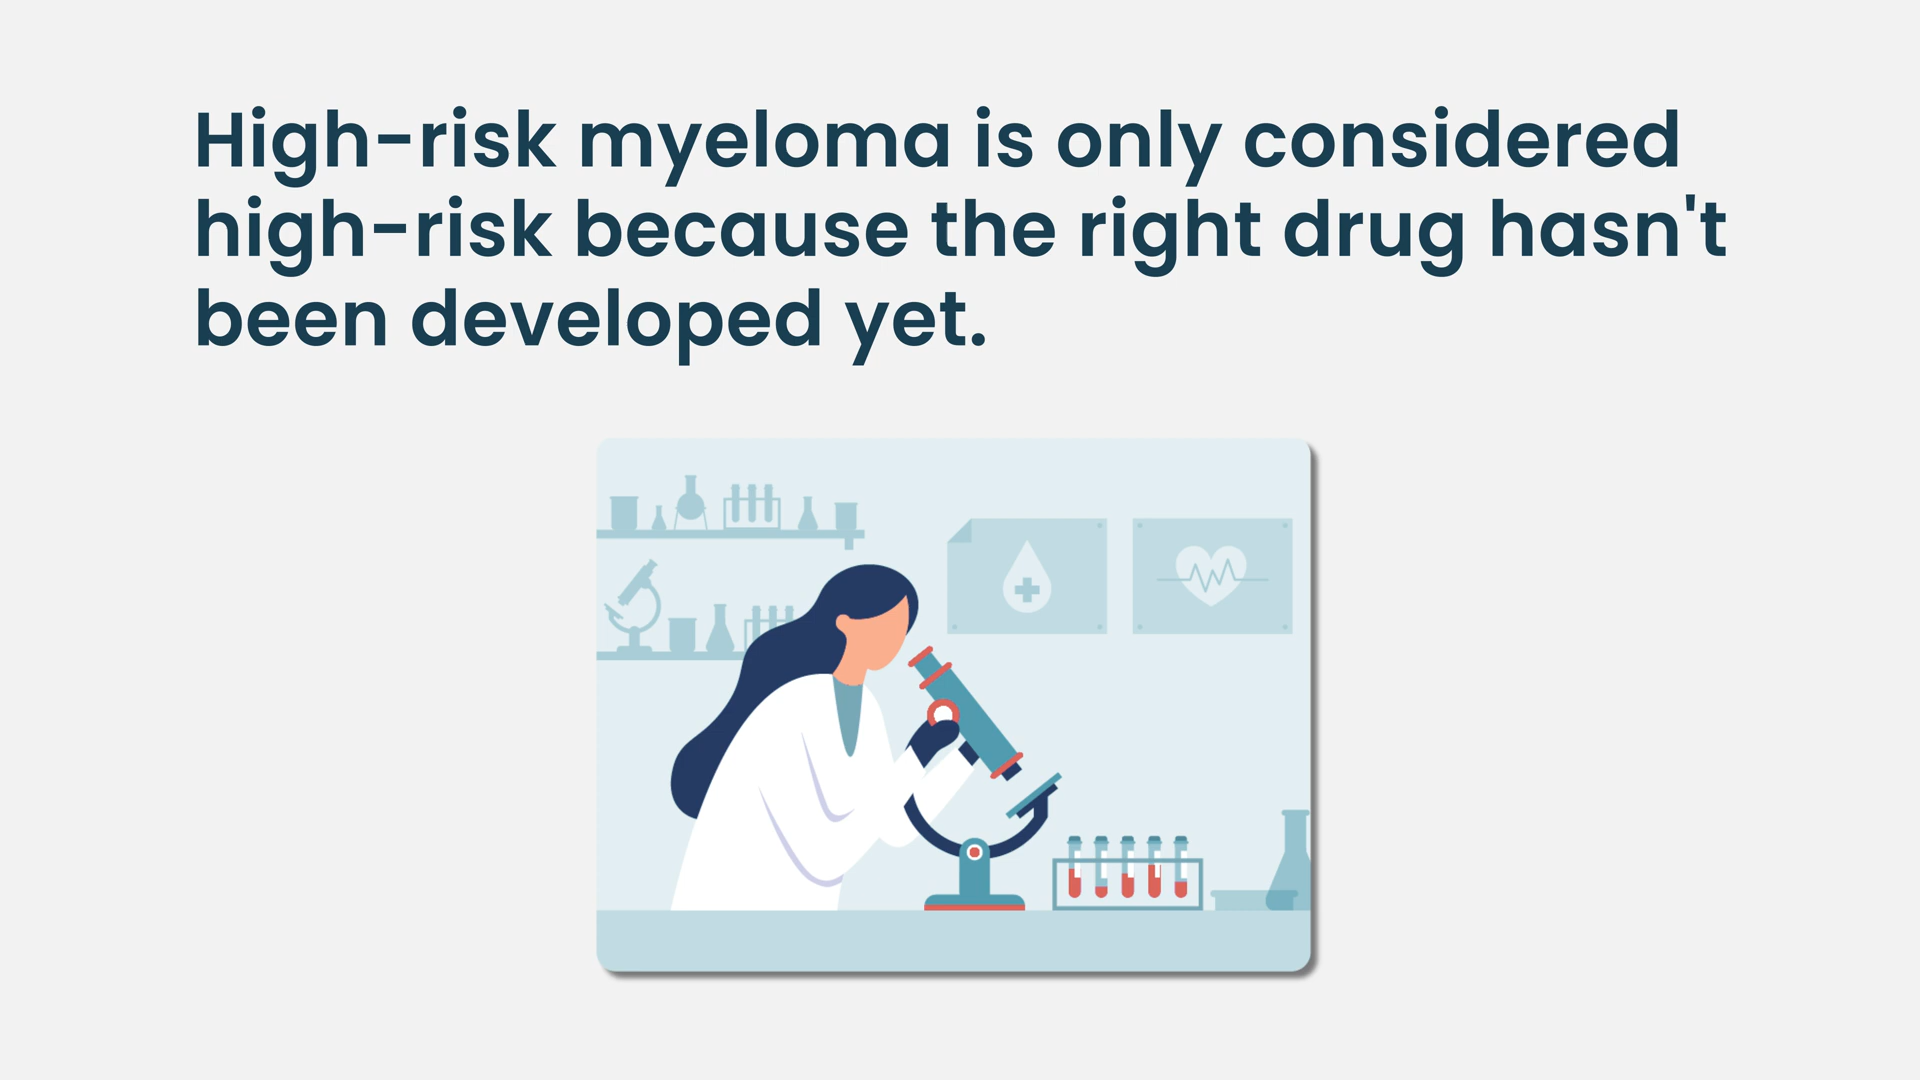 High-risk myeloma is only considered
high-risk because the right drug hasn't
been developed yet.